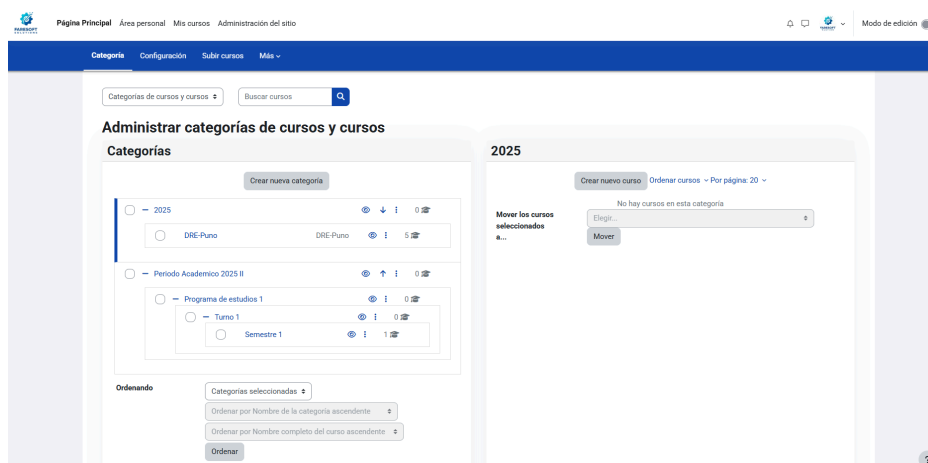 FARESOFT
SOLUTIONS
Página Principal Área personal Mis cursos Administración del sitio
Modo de edición
Categoría Configuración Subir cursos Más
Categorías de cursos y cursos
Buscar cursos
Administrar categorías de cursos y cursos
Categorías
Crear nueva categoría
2025 0
DRE-Puno DRE-Puno 5
Periodo Academico 2025 II 0
Programa de estudios 1 0
Turno 1 0
Semestre 1 1
Ordenando
Categorías seleccionadas
Ordenar por Nombre de la categoría ascendente
Ordenar por Nombre completo del curso ascendente
Ordenar
2025
Crear nuevo curso Ordenar cursos Por página: 20
No hay cursos en esta categoría
Mover los cursos
seleccionados
a...
Elegir...
Mover
?